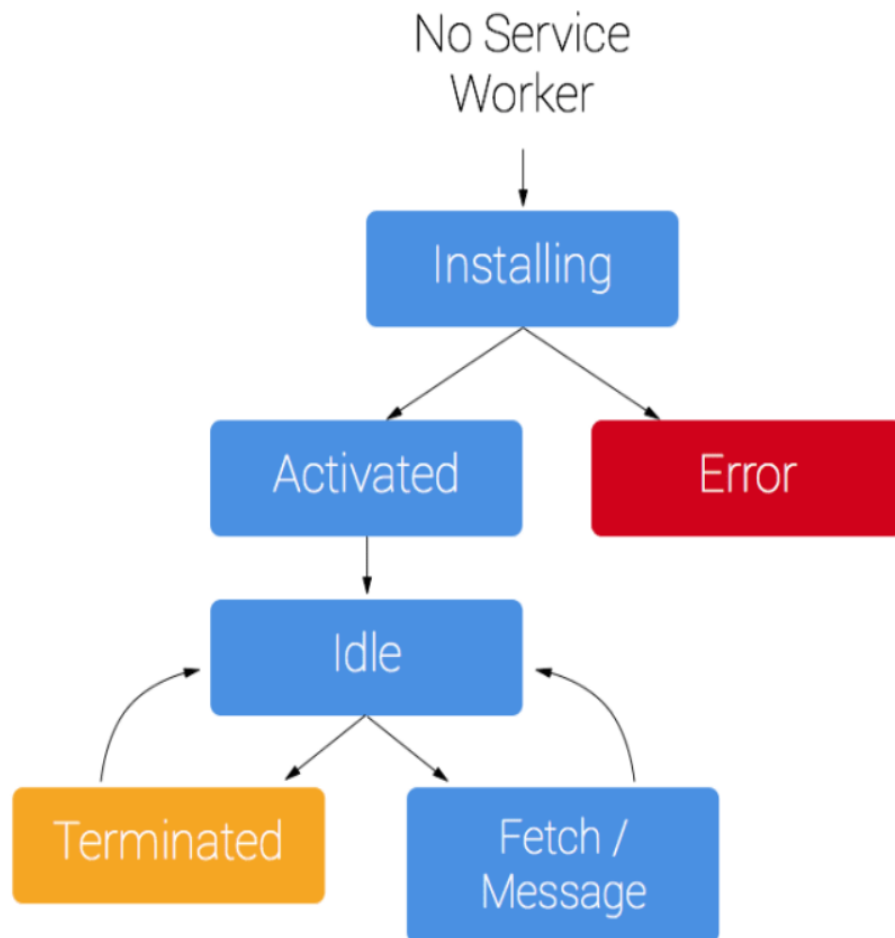 No Service
Worker
Installing
Activated
Error
Idle
Terminated
Fetch /
Message